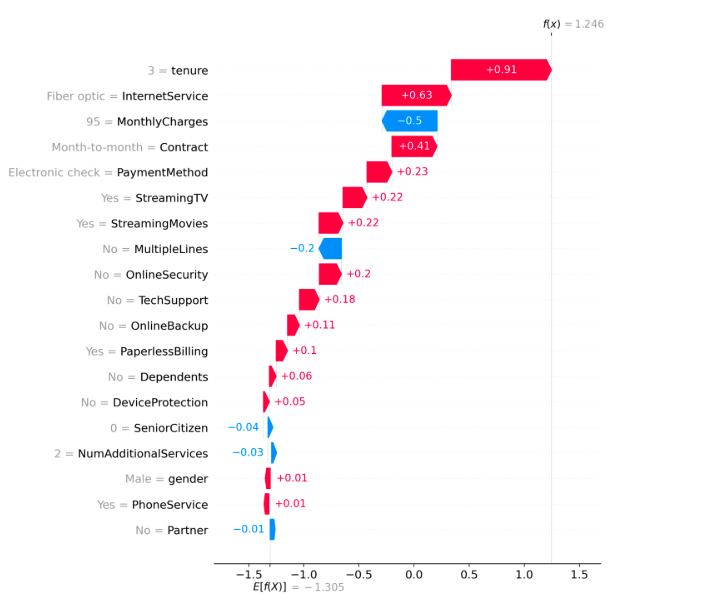 f(x) = 1.246
3 = tenure +0.91
Fiber optic = InternetService +0.63
95 = MonthlyCharges −0.5
Month-to-month = Contract +0.41
Electronic check = PaymentMethod +0.23
Yes = StreamingTV +0.22
Yes = StreamingMovies +0.22
No = MultipleLines −0.2
No = OnlineSecurity +0.2
No = TechSupport +0.18
No = OnlineBackup +0.11
Yes = PaperlessBilling +0.1
No = Dependents +0.06
No = DeviceProtection +0.05
0 = SeniorCitizen −0.04
2 = NumAdditionalServices −0.03
Male = gender +0.01
Yes = PhoneService +0.01
No = Partner −0.01
−1.5 −1.0 −0.5 0.0 0.5 1.0 1.5
E[f(X)] = −1.305